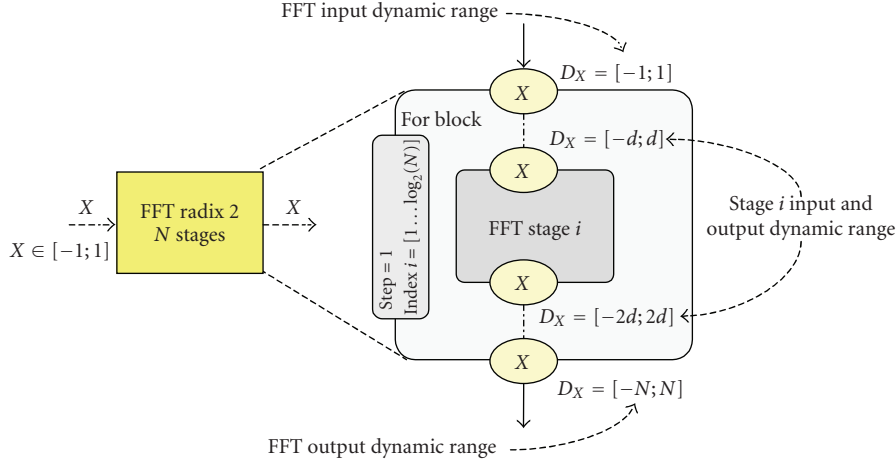 FFT input dynamic range
D_X = [−1; 1]
X
For block
D_X = [−d; d]
X
Step = 1
Index i = [1 . . . log_2(N)]
X
FFT radix 2
N stages
X
X ∈ [−1; 1]
FFT stage i
Stage i input and
output dynamic range
X
D_X = [−2d; 2d]
X
D_X = [−N; N]
FFT output dynamic range